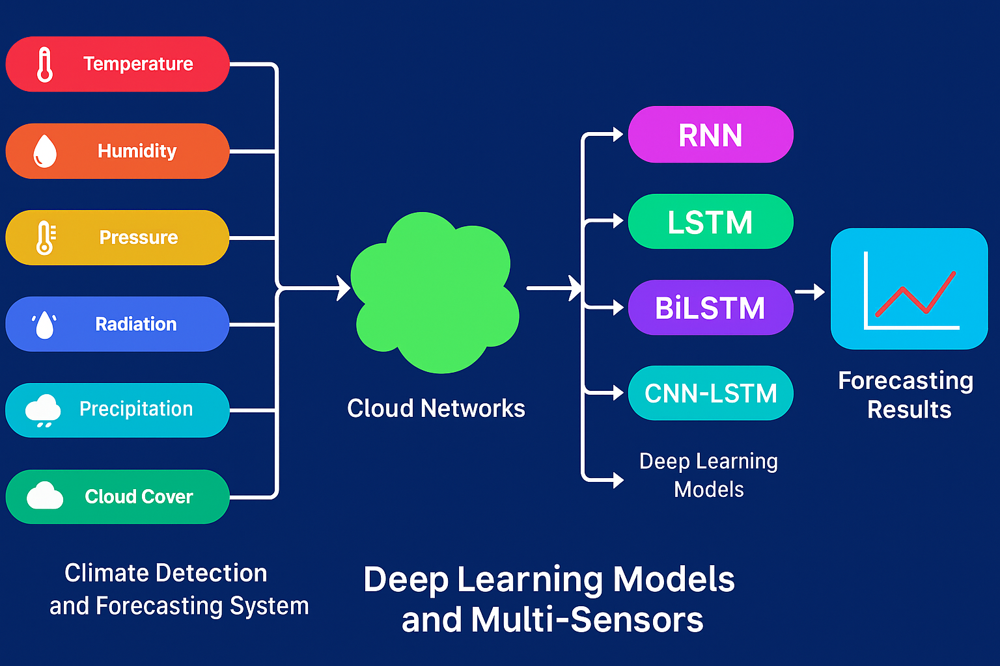 Temperature
Humidity
Pressure
Radiation
Precipitation
Cloud Cover
Climate Detection
and Forecasting System
Cloud Networks
RNN
LSTM
BiLSTM
CNN-LSTM
Deep Learning
Models
Forecasting
Results
Deep Learning Models
and Multi-Sensors